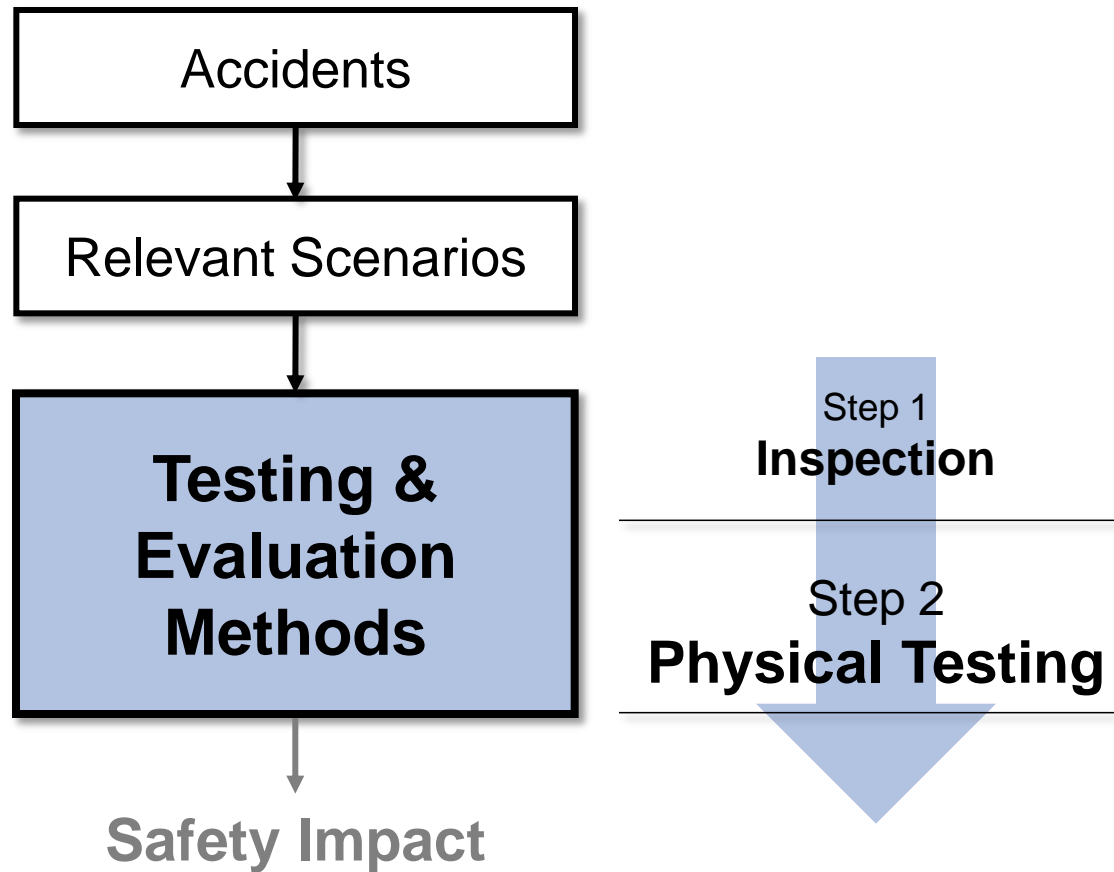 Accidents
Relevant Scenarios
Testing &
Evaluation
Methods
Safety Impact
Step 1
Inspection
Step 2
Physical Testing